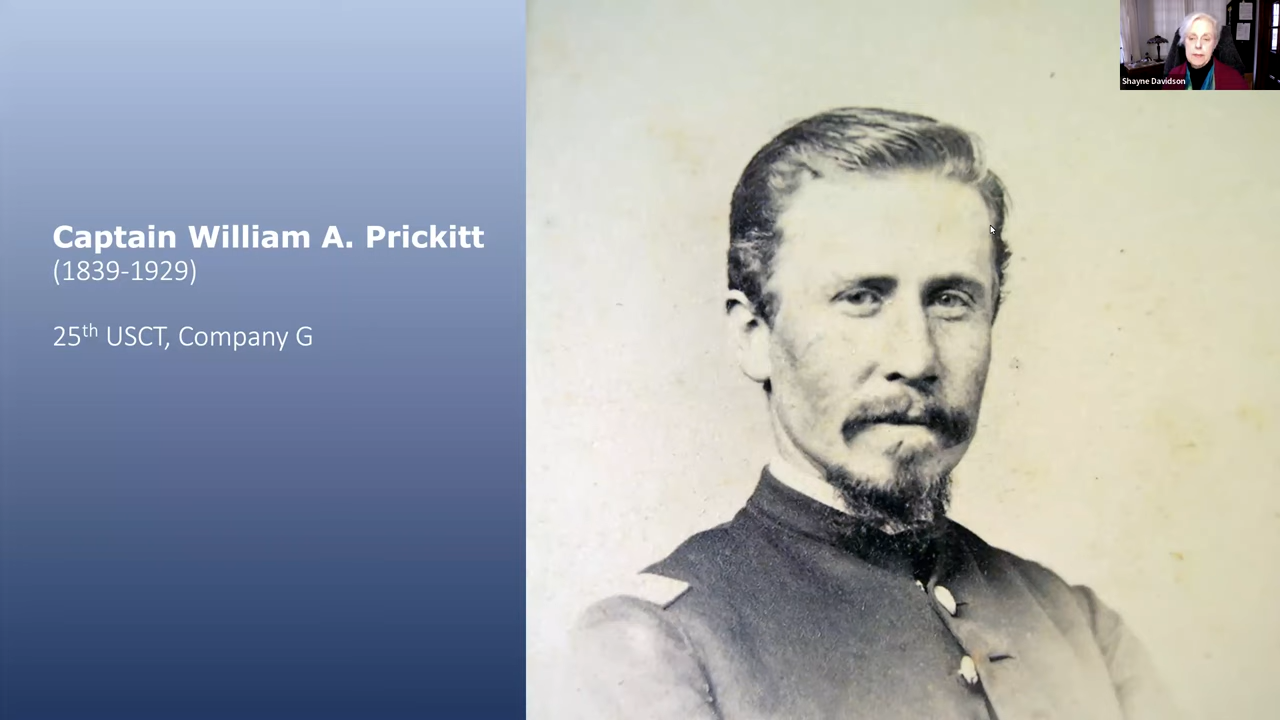 Captain William A. Prickitt
(1839-1929)
25th USCT, Company G
Shayne Davidson